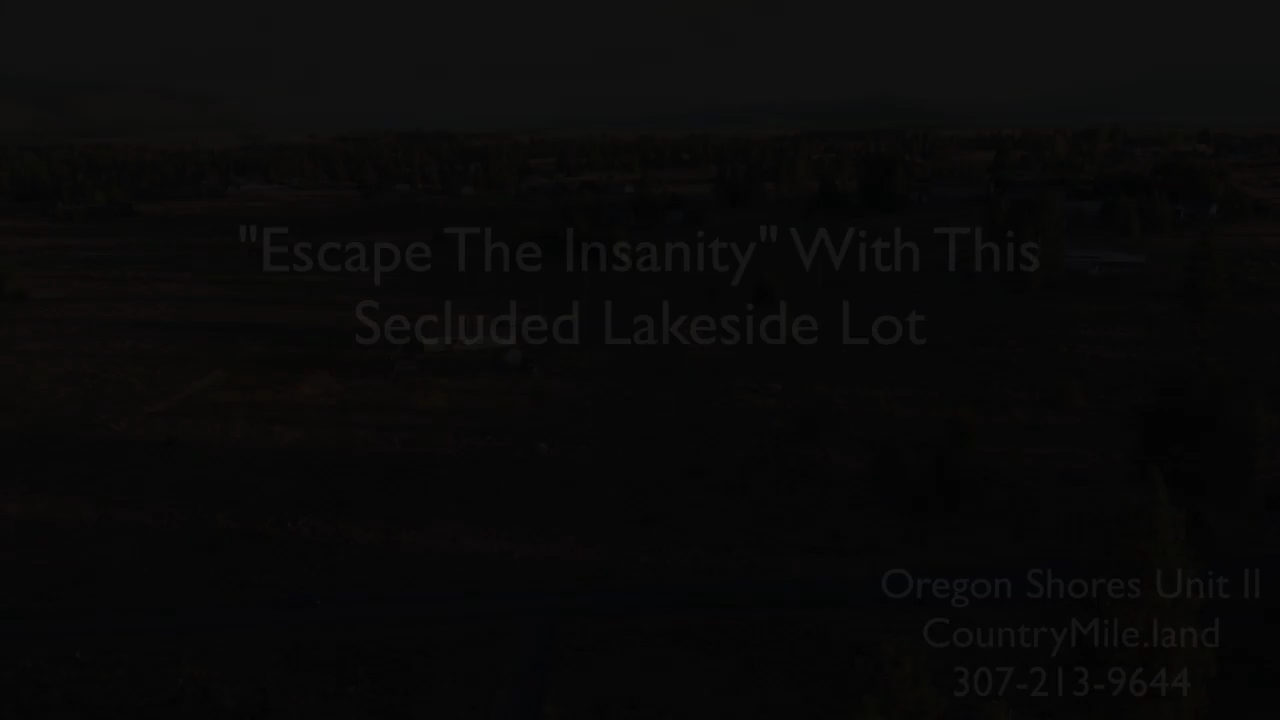 "Escape The Insanity" With This
Secluded Lakeside Lot
Oregon Shores Unit II
CountryMile.land
307-213-9644